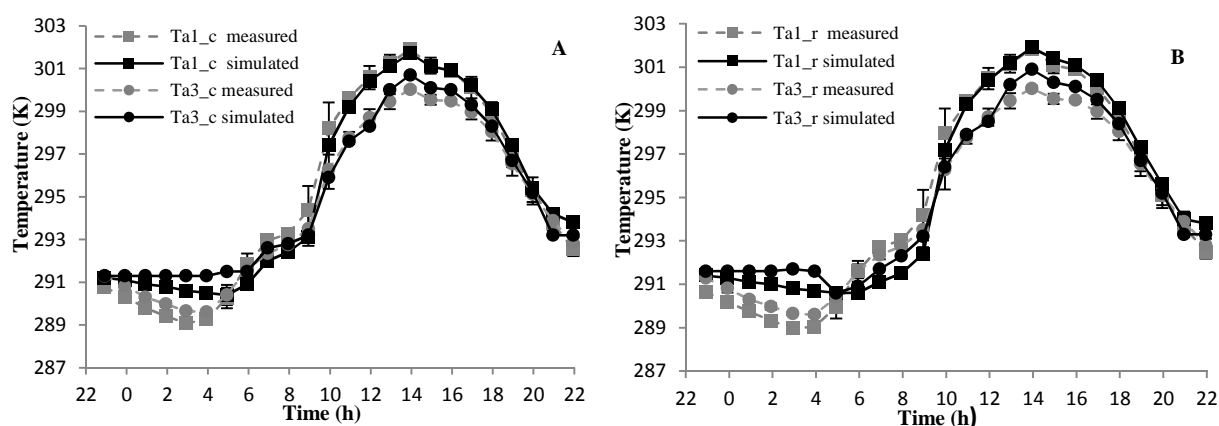 A
Ta1_c measured
Ta1_c simulated
Ta3_c measured
Ta3_c simulated
Temperature (K)
303
301
299
297
295
293
291
289
287
22 0 2 4 6 8 10 12 14 16 18 20 22
Time (h)
B
Ta1_r measured
Ta1_r simulated
Ta3_r measured
Ta3_r simulated
Temperature (K)
303
301
299
297
295
293
291
289
287
22 0 2 4 6 8 10 12 14 16 18 20 22
Time (h)